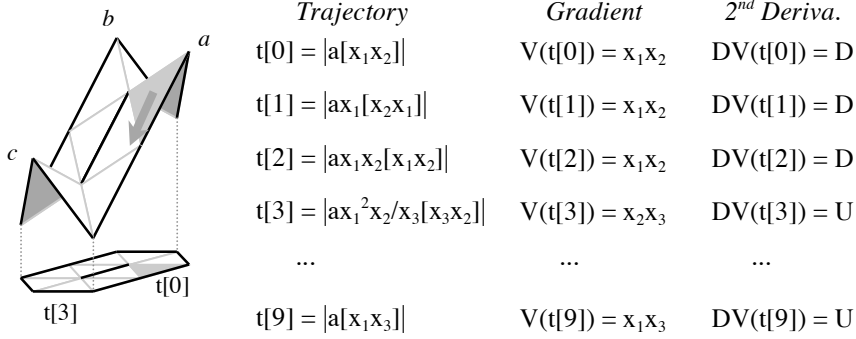 b
a
c
t[0]
t[3]
Trajectory Gradient 2ⁿᵈ Deriva.
t[0] = |a[x₁x₂]| V(t[0]) = x₁x₂ DV(t[0]) = D
t[1] = |ax₁[x₂x₁]| V(t[1]) = x₁x₂ DV(t[1]) = D
t[2] = |ax₁x₂[x₁x₂]| V(t[2]) = x₁x₂ DV(t[2]) = D
t[3] = |ax₁²x₂/x₃[x₃x₂]| V(t[3]) = x₂x₃ DV(t[3]) = U
... ... ...
t[9] = |a[x₁x₃]| V(t[9]) = x₁x₃ DV(t[9]) = U